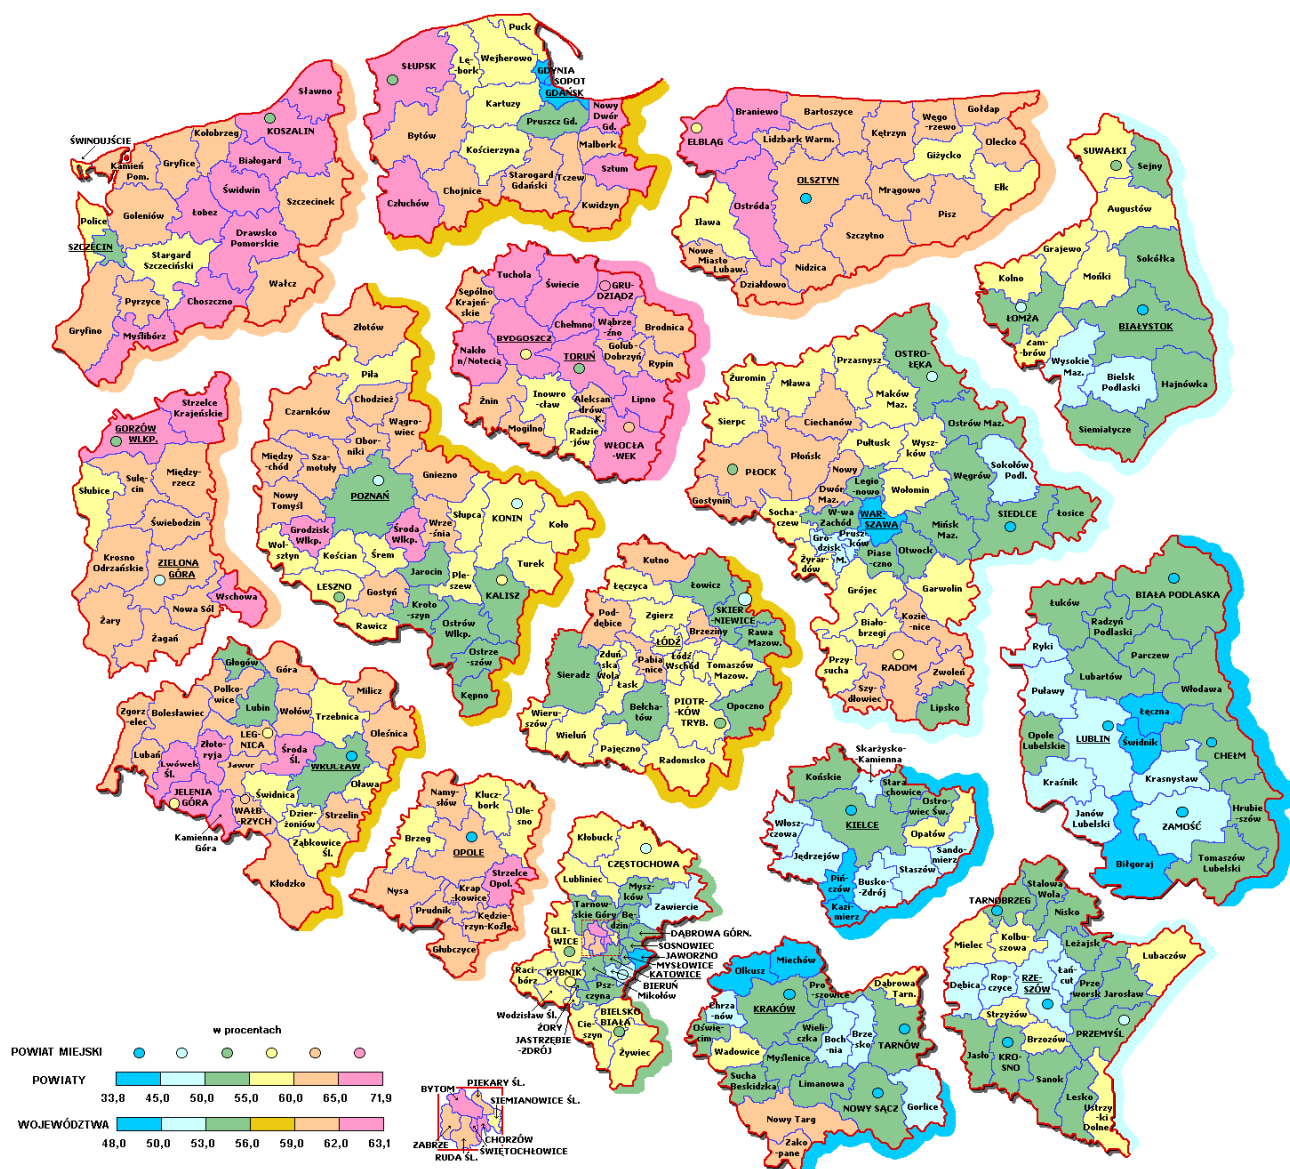 Puck
SŁUPSK
Lę-
-bork
Wejherowo
GDYNIA
SOPOT
GDAŃSK
Kartuzy
Pruszcz Gd.
Nowy
Dwór
Gd.
Bytów
Kościerzyna
Malbork
Starogard
Gdański
Tczew
Sztum
Chojnice
Człuchów
Kwidzyn
Sławno
KOSZALIN
Kołobrzeg
ŚWINOUJŚCIE
Kamień
Pom.
Gryfice
Białogard
Świdwin
Szczecinek
Goleniów
Łobez
Police
SZCZECIN
Drawsko
Pomorskie
Stargard
Szczeciński
Wałcz
Pyrzyce
Choszczno
Gryfino
Myślibórz
Braniewo
Bartoszyce
Gołdap
Węgo-
-rzewo
ELBLĄG
Lidzbark Warm.
Kętrzyn
Olecko
Giżycko
OLSZTYN
Mrągowo
Ełk
Ostróda
Pisz
Iława
Szczytno
Nowe
Miasto
Lubaw.
Nidzica
Działdowo
SUWAŁKI
Sejny
Augustów
Grajewo
Sokółka
Kolno
Mońki
ŁOMŻA
BIAŁYSTOK
Zam-
-brów
Wysokie
Maz.
Bielsk
Podlaski
Hajnówka
Siemiatycze
Tuchola
Świecie
GRU-
DZIĄDZ
Sępólno
Krajeń-
skie
Chełmno
Wąbrze
-źno
Brodnica
BYDGOSZCZ
Golub-
Dobrzyń
Nakło
n/Notecią
TORUŃ
Rypin
Żnin
Inowro
-cław
Aleksan
drów
K.
Lipno
Mogilno
Radzie
-jów
WŁOCŁA
-WEK
Złotów
Piła
Chodzież
Czarnków
Wągro-
wiec
Obor-
niki
Między
-chód
Sza-
motuły
Gniezno
POZNAŃ
Nowy
Tomyśl
Słupca
KONIN
Grodzisk
Wlkp.
Środa
Wlkp.
Wrze
-śnia
Koło
Wol-
sztyn
Kościan
Śrem
Turek
Jarocin
Ple-
szew
LESZNO
Gostyń
KALISZ
Kroto
-szyn
Rawicz
Ostrów
Wlkp.
Ostrze
-szów
Kępno
Strzelce
Krajeńskie
GORZÓW
WLKP.
Między-
rzecz
Sulę-
cin
Słubice
Świebodzin
Krosno
Odrzańskie
ZIELONA
GÓRA
Wschowa
Nowa Sól
Żary
Żagań
Przasnysz
OSTRO-
ŁĘKA
Żuromin
Mława
Maków
Maz.
Ciechanów
Sierpc
Ostrów Maz.
Pułtusk
Wysz-
ków
Płońsk
Sokołów
Podl.
PŁOCK
Nowy
Dwór
Maz.
Węgrów
Legio
-nowo
Wołomin
Gostynin
Socha-
czew
W-wa
Zachód
WAR-
SZAWA
SIEDLCE
Łosice
Gro-
dzisk
M.
Prusz-
ków
Mińsk
Maz.
Żyrar-
dów
Piase
-czno
Otwock
Grójec
Garwolin
Biało-
brzegi
Kozie-
nice
Przy-
sucha
RADOM
Zwoleń
Szy-
dłowiec
Lipsko
Kutno
Łęczyca
Łowicz
Pod-
dębice
Zgierz
SKIER
NIEWICE
ŁÓDŹ
Brzeziny
Rawa
Mazow.
Sieradz
Zduń
ska
Wola
Pabia
-nice
Łódź
Wschód
Tomaszów
Mazow.
Łask
Weru-
szów
Bełcha-
tów
PIOTR-
KÓW
TRYB.
Opoczno
Wieluń
Pajęczno
Radomsko
BIAŁA PODLASKA
Łuków
Radzyń
Podlaski
Ryki
Parczew
Puławy
Lubartów
Włodawa
Łęczna
Opole
Lubelskie
LUBLIN
Świdnik
CHEŁM
Kraśnik
Krasnystaw
Janów
Lubelski
ZAMOŚĆ
Hrubie-
szów
Biłgoraj
Tomaszów
Lubelski
Głogów
Góra
Polko-
wice
Milicz
Zgorz
-elec
Bolesławiec
Lubin
Wołów
Trzebnica
LEG-
NICA
Oleśnica
Lubań
Złoto-
ryja
Środa
Śl.
Lwówek
Śl.
Jawor
WROCŁAW
JELENIA
GÓRA
WAŁB-
RZYCH
Świdnica
Oława
Kamienna
Góra
Dzier-
żoniów
Strzelin
Ząbkowice
Śl.
Kłodzko
Namy-
słów
Klucz-
bork
Ole-
sno
Brzeg
OPOLE
Strzelce
Opol.
Nysa
Krap
-kowice
Prudnik
Kędzie-
rzyn-Koźle
Głubczyce
Kłobuck
CZĘSTOCHOWA
Lubliniec
Mysz-
ków
Zawiercie
Tarnow-
skie Góry
Bę-
dzin
DĄBROWA GÓRN.
GLI-
WICE
SOSNOWIEC
JAWORZNO
MYSŁOWICE
KATOWICE
BIERUŃ
Mikołów
Raci-
bórz
RYBNIK
Psz-
czyna
Wodzisław Śl.
ŻORY
JASTRZĘBIE
-ZDRÓJ
Cie-
szyn
BIELSKO
BIAŁA
Żywiec
Skarżysko-
Kamienna
Końskie
Stara
chowice
Ostro-
wiec Św.
KIELCE
Włosz-
czowa
Opatów
Jędrzejów
Sando-
mierz
Staszów
Piń-
czów
Busko-
-Zdrój
Kazi-
mierz
Olkusz
Miechów
Dąbrowa
Tarn.
Chrza-
nów
Pro-
szowice
KRAKÓW
Oświę-
cim
Wieli-
czka
Boch-
nia
Brze-
sko
TARNÓW
Wadowice
Myślenice
Sucha
Beskidzka
Limanowa
NOWY SĄCZ
Gorlice
Nowy Targ
Zako-
pane
Stalowa
Wola
TARNOBRZEG
Nisko
Mielec
Kolbu-
szowa
Leżajsk
Lubaczów
Dębica
Rop-
czyce
RZE-
SZÓW
Łań-
cut
Prze
worsk
Jarosław
Strzyżów
PRZEMYŚL
Jasło
KRO-
SNO
Brzozów
Sanok
Lesko
Ustrzy
-ki
Dolne
w procentach
POWIAT MIEJSKI
POWIATY
33,8 45,0 50,0 55,0 60,0 65,0 71,9
WOJEWÓDZTWA
48,0 50,0 53,0 56,0 59,0 62,0 63,1
PIEKARY ŚL.
BYTOM
SIEMIANOWICE ŚL.
CHORZÓW
ZABRZE
ŚWIĘTOCHŁOWICE
RUDA ŚL.